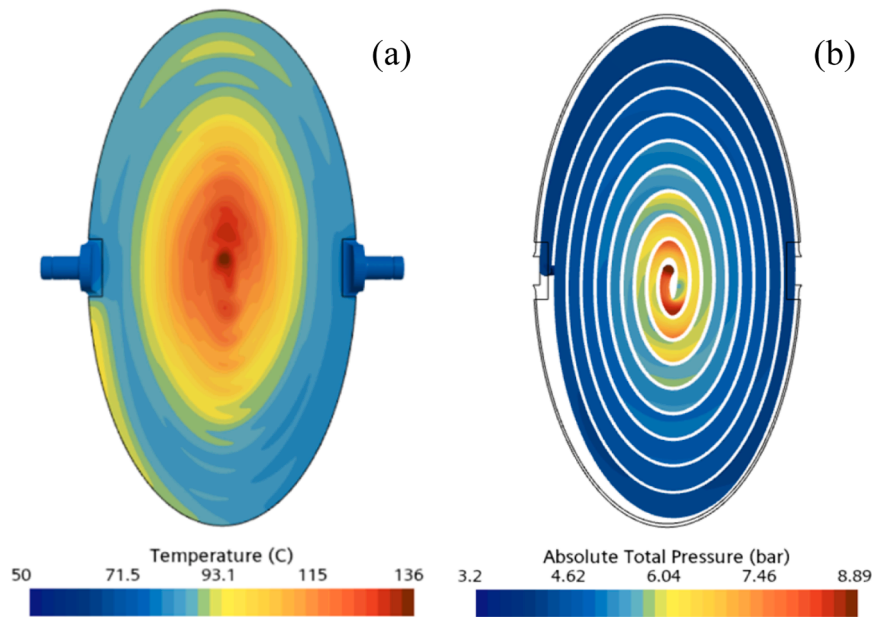 (a)
(b)
Temperature (C)
50 71.5 93.1 115 136
Absolute Total Pressure (bar)
3.2 4.62 6.04 7.46 8.89